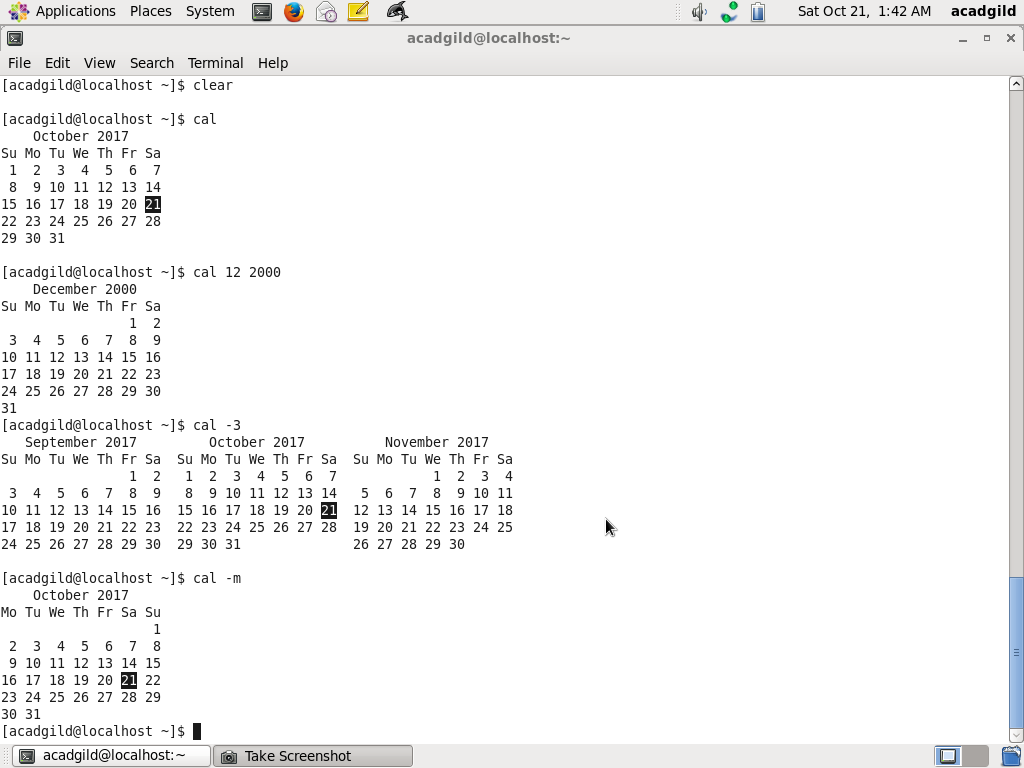 Applications Places System Sat Oct 21, 1:42 AM acadgild
acadgild@localhost:~
File Edit View Search Terminal Help
[acadgild@localhost ~]$ clear
[acadgild@localhost ~]$ cal
    October 2017
Su Mo Tu We Th Fr Sa
 1  2  3  4  5  6  7
 8  9 10 11 12 13 14
15 16 17 18 19 20 21
22 23 24 25 26 27 28
29 30 31
[acadgild@localhost ~]$ cal 12 2000
    December 2000
Su Mo Tu We Th Fr Sa
                1  2
 3  4  5  6  7  8  9
10 11 12 13 14 15 16
17 18 19 20 21 22 23
24 25 26 27 28 29 30
31
[acadgild@localhost ~]$ cal -3
   September 2017         October 2017          November 2017
Su Mo Tu We Th Fr Sa  Su Mo Tu We Th Fr Sa  Su Mo Tu We Th Fr Sa
                1  2   1  2  3  4  5  6  7            1  2  3  4
 3  4  5  6  7  8  9   8  9 10 11 12 13 14   5  6  7  8  9 10 11
10 11 12 13 14 15 16  15 16 17 18 19 20 21  12 13 14 15 16 17 18
17 18 19 20 21 22 23  22 23 24 25 26 27 28  19 20 21 22 23 24 25
24 25 26 27 28 29 30  29 30 31              26 27 28 29 30
[acadgild@localhost ~]$ cal -m
    October 2017
Mo Tu We Th Fr Sa Su
                   1
 2  3  4  5  6  7  8
 9 10 11 12 13 14 15
16 17 18 19 20 21 22
23 24 25 26 27 28 29
30 31
[acadgild@localhost ~]$
acadgild@localhost:~ Take Screenshot